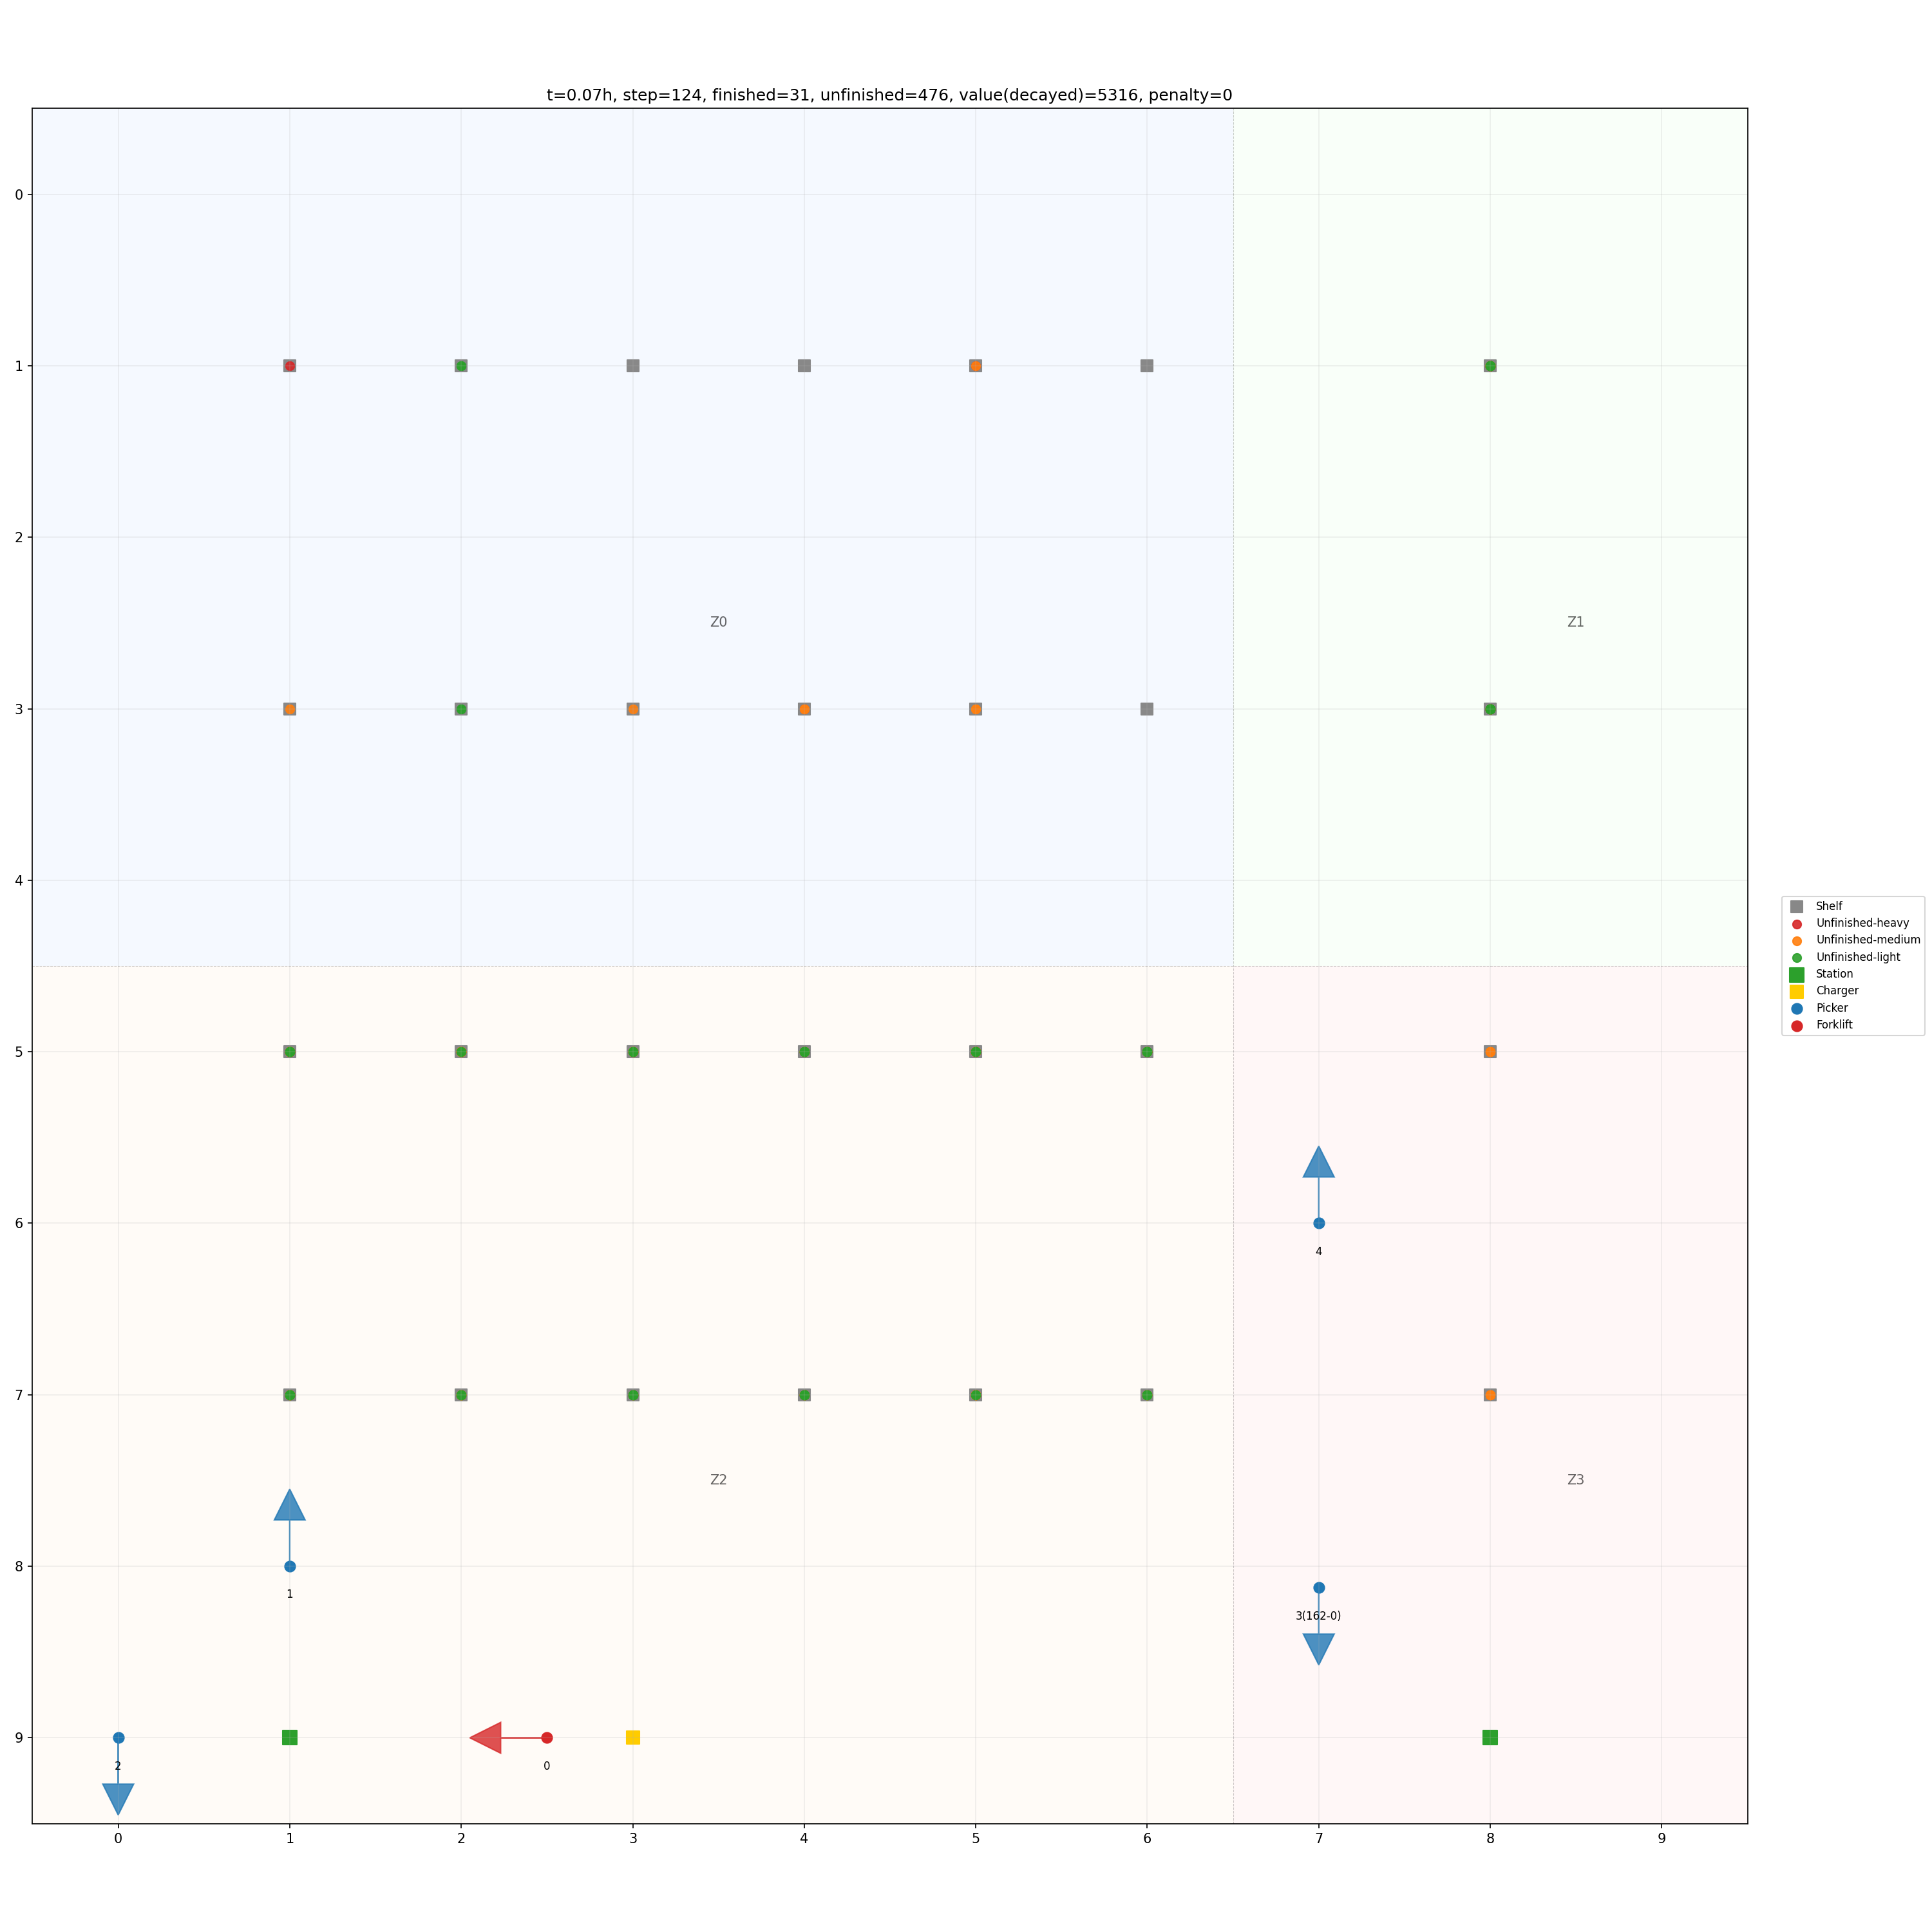 t=0.07h, step=124, finished=31, unfinished=476, value(decayed)=5316, penalty=0
0
1
2
Z0
Z1
3
4
Shelf
Unfinished-heavy
Unfinished-medium
Unfinished-light
Station
Charger
Picker
Forklift
5
6
4
7
Z2
Z3
8
1
3(162-0)
9
2
0
0 1 2 3 4 5 6 7 8 9